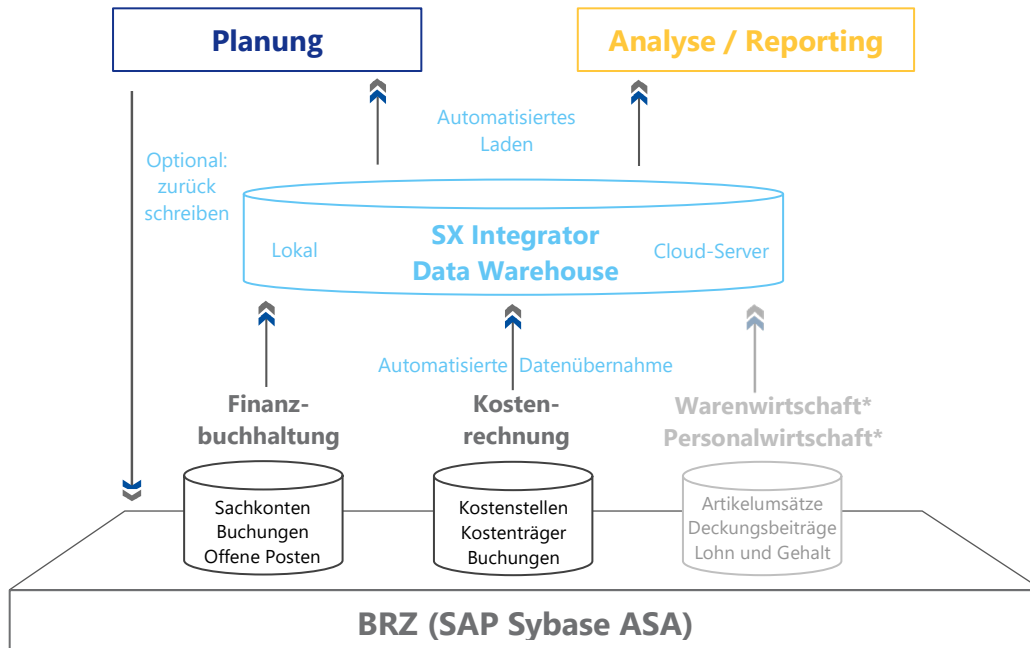 Planung
Analyse / Reporting
Automatisiertes
Laden
Optional:
zurück
schreiben
Lokal
SX Integrator
Data Warehouse
Cloud-Server
Automatisierte Datenübernahme
Finanz-
buchhaltung
Kosten-
rechnung
Warenwirtschaft*
Personalwirtschaft*
Sachkonten
Buchungen
Offene Posten
Kostenstellen
Kostenträger
Buchungen
Artikelumsätze
Deckungsbeiträge
Lohn und Gehalt
BRZ (SAP Sybase ASA)